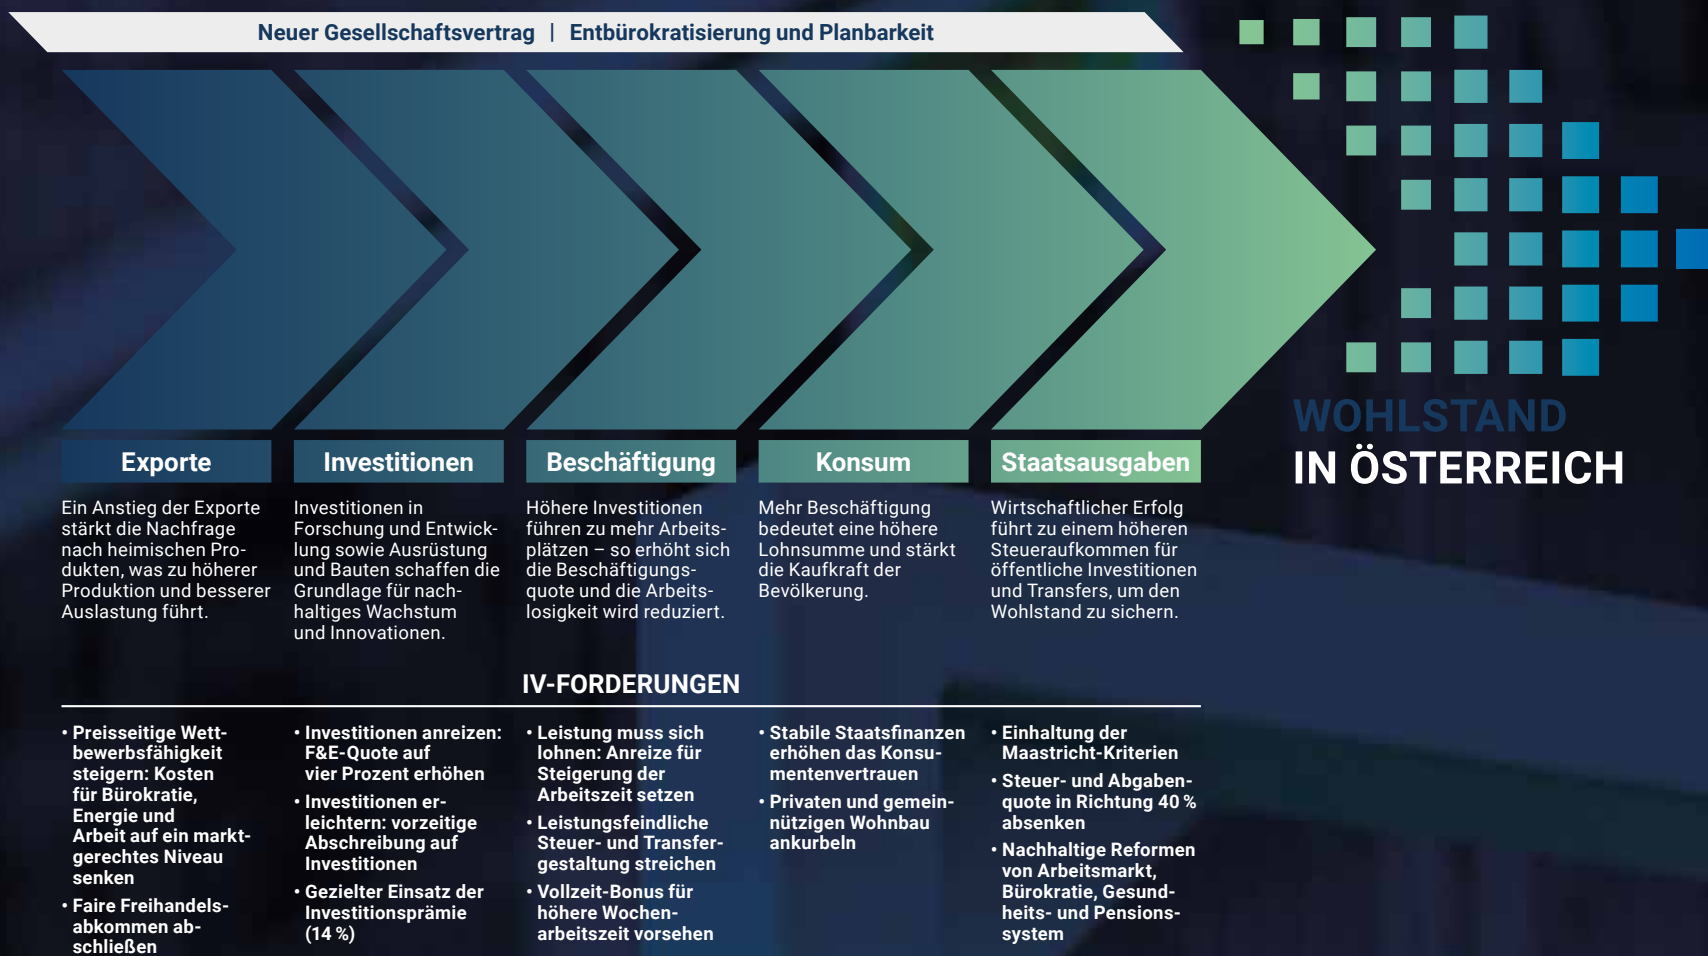 Neuer Gesellschaftsvertrag | Entbürokratisierung und Planbarkeit
WOHLSTAND
IN ÖSTERREICH
Exporte
Ein Anstieg der Exporte
stärkt die Nachfrage
nach heimischen Pro-
dukten, was zu höherer
Produktion und besserer
Auslastung führt.
Investitionen
Investitionen in
Forschung und Entwick-
lung sowie Ausrüstung
und Bauten schaffen die
Grundlage für nach-
haltiges Wachstum
und Innovationen.
Beschäftigung
Höhere Investitionen
führen zu mehr Arbeits-
plätzen – so erhöht sich
die Beschäftigungs-
quote und die Arbeits-
losigkeit wird reduziert.
Konsum
Mehr Beschäftigung
bedeutet eine höhere
Lohnsumme und stärkt
die Kaufkraft der
Bevölkerung.
Staatsausgaben
Wirtschaftlicher Erfolg
führt zu einem höheren
Steueraufkommen für
öffentliche Investitionen
und Transfers, um den
Wohlstand zu sichern.
IV-FORDERUNGEN
• Preisseitige Wett-
bewerbsfähigkeit
steigern: Kosten
für Bürokratie,
Energie und
Arbeit auf ein markt-
gerechtes Niveau
senken
• Faire Freihandels-
abkommen ab-
schließen
• Investitionen anreizen:
F&E-Quote auf
vier Prozent erhöhen
• Investitionen er-
leichtern: vorzeitige
Abschreibung auf
Investitionen
• Gezielter Einsatz der
Investitionsprämie
(14 %)
• Leistung muss sich
lohnen: Anreize für
Steigerung der
Arbeitszeit setzen
• Leistungsfeindliche
Steuer- und Transfer-
gestaltung streichen
• Vollzeit-Bonus für
höhere Wochen-
arbeitszeit vorsehen
• Stabile Staatsfinanzen
erhöhen das Konsu-
mentenvertrauen
• Privaten und gemein-
nützigen Wohnbau
ankurbeln
• Einhaltung der
Maastricht-Kriterien
• Steuer- und Abgaben-
quote in Richtung 40 %
absenken
• Nachhaltige Reformen
von Arbeitsmarkt,
Bürokratie, Gesund-
heits- und Pensions-
system